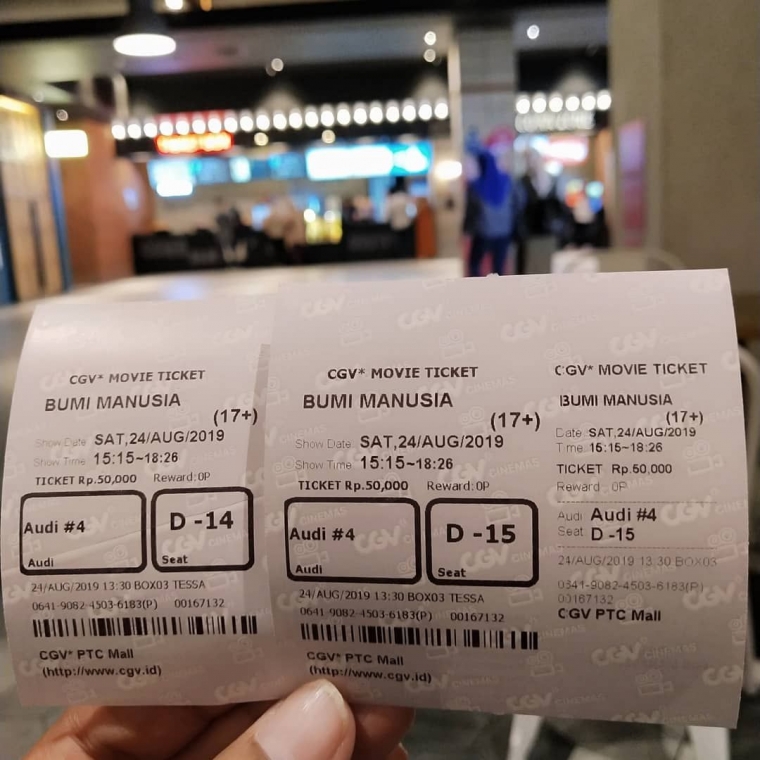 CGV* MOVIE TICKET
BUMI MANUSIA
(17+)
Show Date SAT,24/AUG/2019
Show Time 15:15~18:26
TICKET Rp.50,000 Reward:0P
Audi #4
Audi
D -14
Seat
24/AUG/2019 13:30 BOX03 TESSA
0641-9082-4503-6183(P) 00167132
CGV* PTC Mall
(http://www.cgv.id)
CGV* MOVIE TICKET
BUMI MANUSIA
(17+)
Show Date SAT,24/AUG/2019
Show Time 15:15~18:26
TICKET Rp.50,000 Reward:0P
Audi #4
Audi
D -15
Seat
24/AUG/2019 13:30 BOX03 TESSA
0641-9082-4503-6183(P) 00167132
CGV* PTC Mall
(http://www.cgv.id)
CGV* MOVIE TICKET
BUMI MANUSIA
(17+)
Date SAT,24/AUG/2019
Time 15:15~18:26
TICKET Rp.50,000
Reward :0P
Audi Audi #4
Seat D -15
24/AUG/2019 13:30 BOX03
0641-9082-4503-6183(P)
00167132
CGV PTC Mall